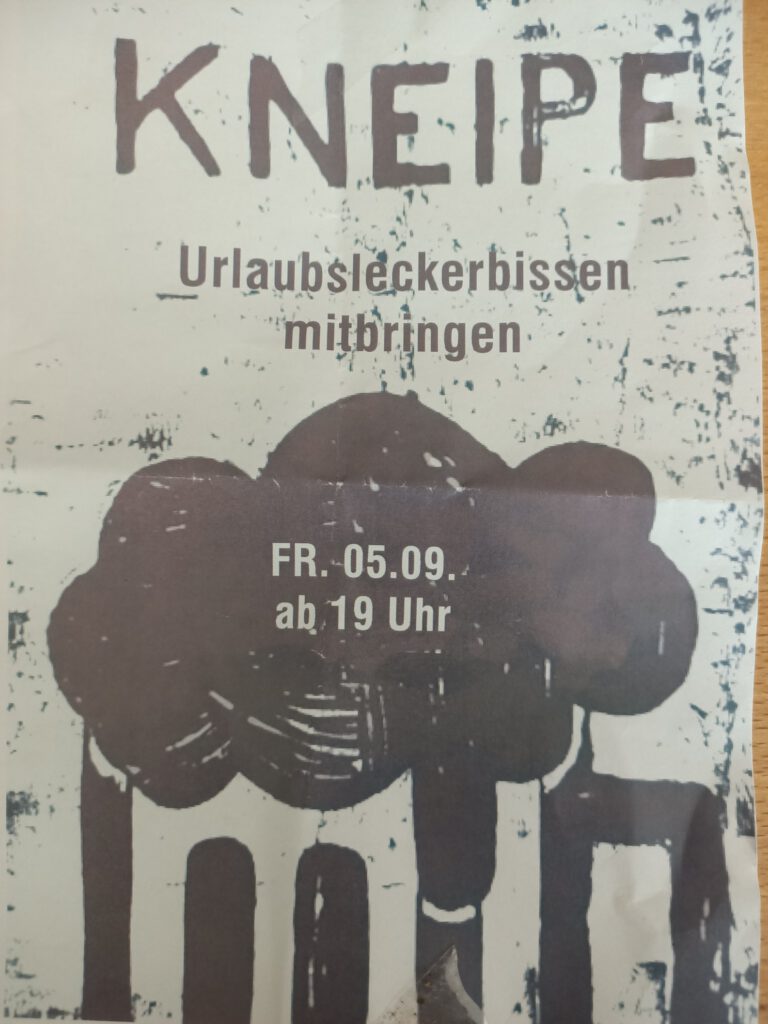 KNEIPE
Urlaubsleckerbissen
mitbringen
FR. 05.09.
ab 19 Uhr